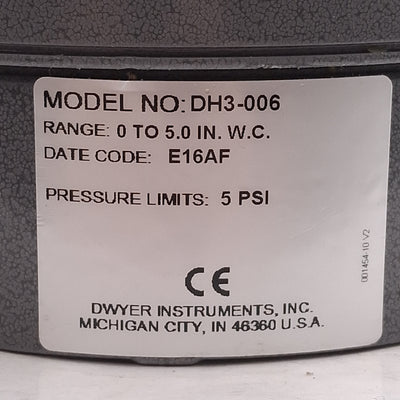 MODEL NO: DH3-006
RANGE: 0 TO 5.0 IN. W.C.
DATE CODE: E16AF
PRESSURE LIMITS: 5 PSI
CE
DWYER INSTRUMENTS, INC.
MICHIGAN CITY, IN 46360 U.S.A.
001454-10 V2